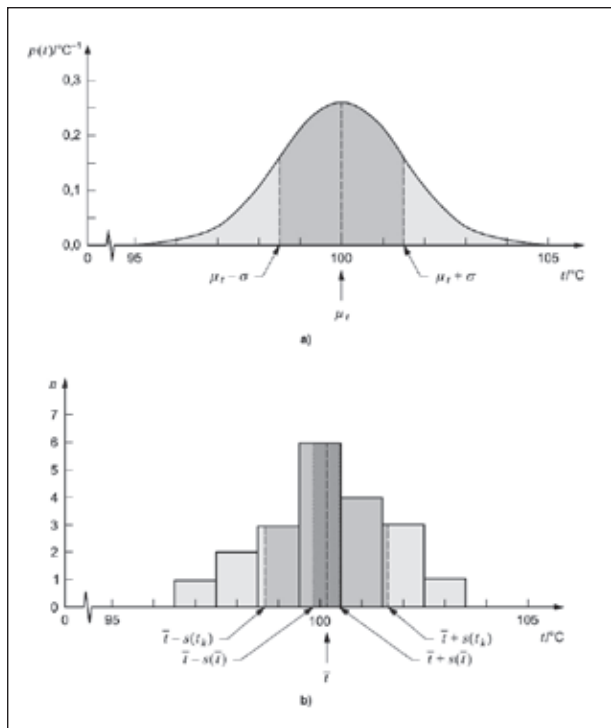 p(t)/°C⁻¹
0,3
0,2
0,1
0,0
0 95 100 105
μₜ − σ μₜ + σ t/°C
μₜ
a)
n
7
6
5
4
3
2
1
0
0 95 100 105
t̄ − s(tₖ) t̄ + s(tₖ) t/°C
t̄ − s(t̄) t̄ + s(t̄)
t̄
b)